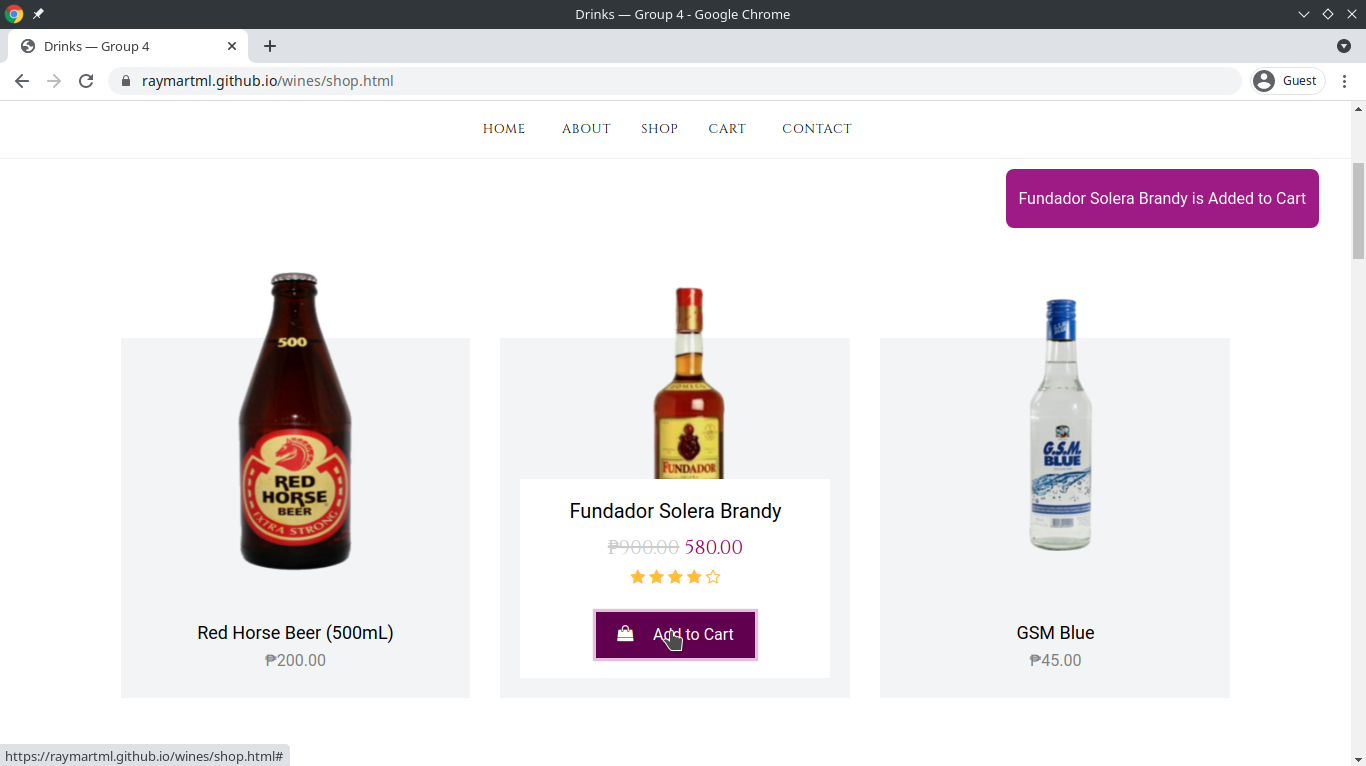 Drinks — Group 4 - Google Chrome
Drinks — Group 4
raymartml.github.io/wines/shop.html
Guest
HOME ABOUT SHOP CART CONTACT
Fundador Solera Brandy is Added to Cart
500
RED
HORSE
BEER
EXTRA STRONG
Red Horse Beer (500mL)
₱200.00
FUNDADOR
Fundador Solera Brandy
₱900.00 580.00
Add to Cart
G.S.M.
BLUE
GSM Blue
₱45.00
https://raymartml.github.io/wines/shop.html#